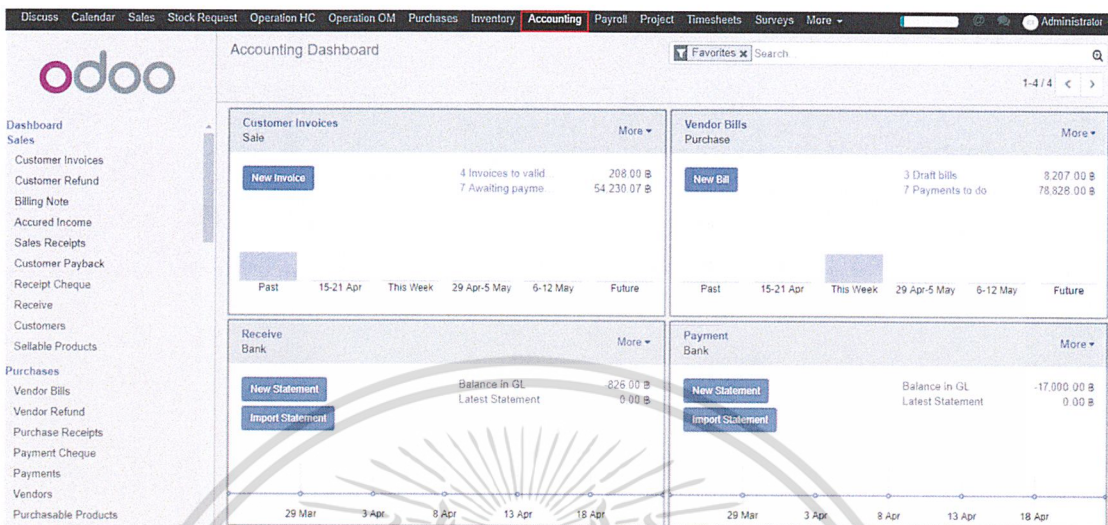 Discuss Calendar Sales Stock Request Operation HC Operation OM Purchases Inventory Accounting Payroll Project Timesheets Surveys More Administrator
odoo
Accounting Dashboard
Favorites x Search
1-4 / 4 < >
Dashboard
Sales
Customer Invoices
Customer Refund
Billing Note
Accured Income
Sales Receipts
Customer Payback
Receipt Cheque
Receive
Customers
Sellable Products
Purchases
Vendor Bills
Vendor Refund
Purchase Receipts
Payment Cheque
Payments
Vendors
Purchasable Products
Customer Invoices
Sale
More
New Invoice
4 Invoices to valid... 208.00 ฿
7 Awaiting payme... 54,230.07 ฿
Past 15-21 Apr This Week 29 Apr-5 May 6-12 May Future
Vendor Bills
Purchase
More
New Bill
3 Draft bills 8,207.00 ฿
7 Payments to do 78,828.00 ฿
Past 15-21 Apr This Week 29 Apr-5 May 6-12 May Future
Receive
Bank
More
New Statement
Import Statement
Balance in GL 826.00 ฿
Latest Statement 0.00 ฿
29 Mar 3 Apr 8 Apr 13 Apr 18 Apr
Payment
Bank
More
New Statement
Import Statement
Balance in GL -17,000.00 ฿
Latest Statement 0.00 ฿
29 Mar 3 Apr 8 Apr 13 Apr 18 Apr